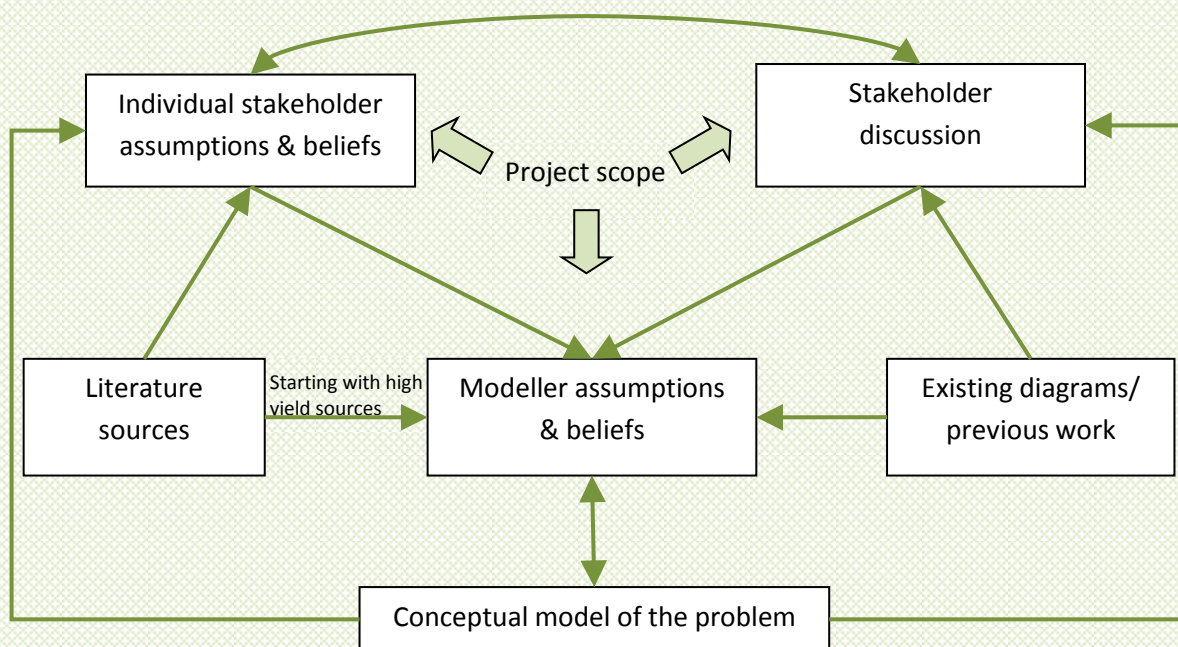 Individual stakeholder
assumptions & beliefs
Stakeholder
discussion
Project scope
Literature
sources
Starting with high
yield sources
Modeller assumptions
& beliefs
Existing diagrams/
previous work
Conceptual model of the problem